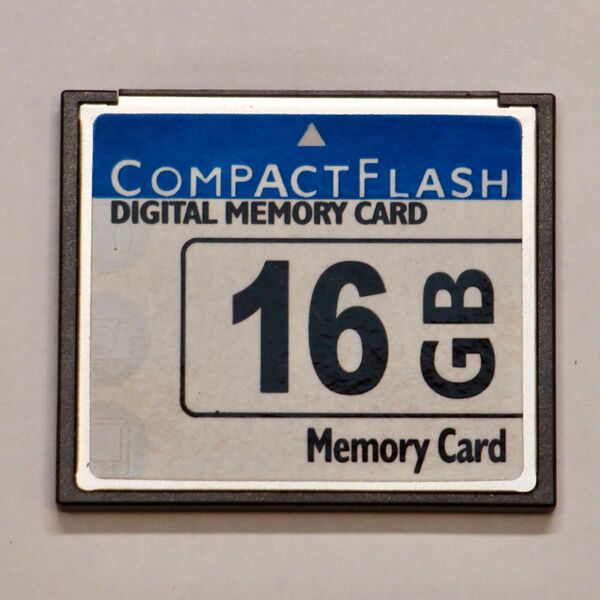 COMPACTFLASH
DIGITAL MEMORY CARD
16 GB
Memory Card